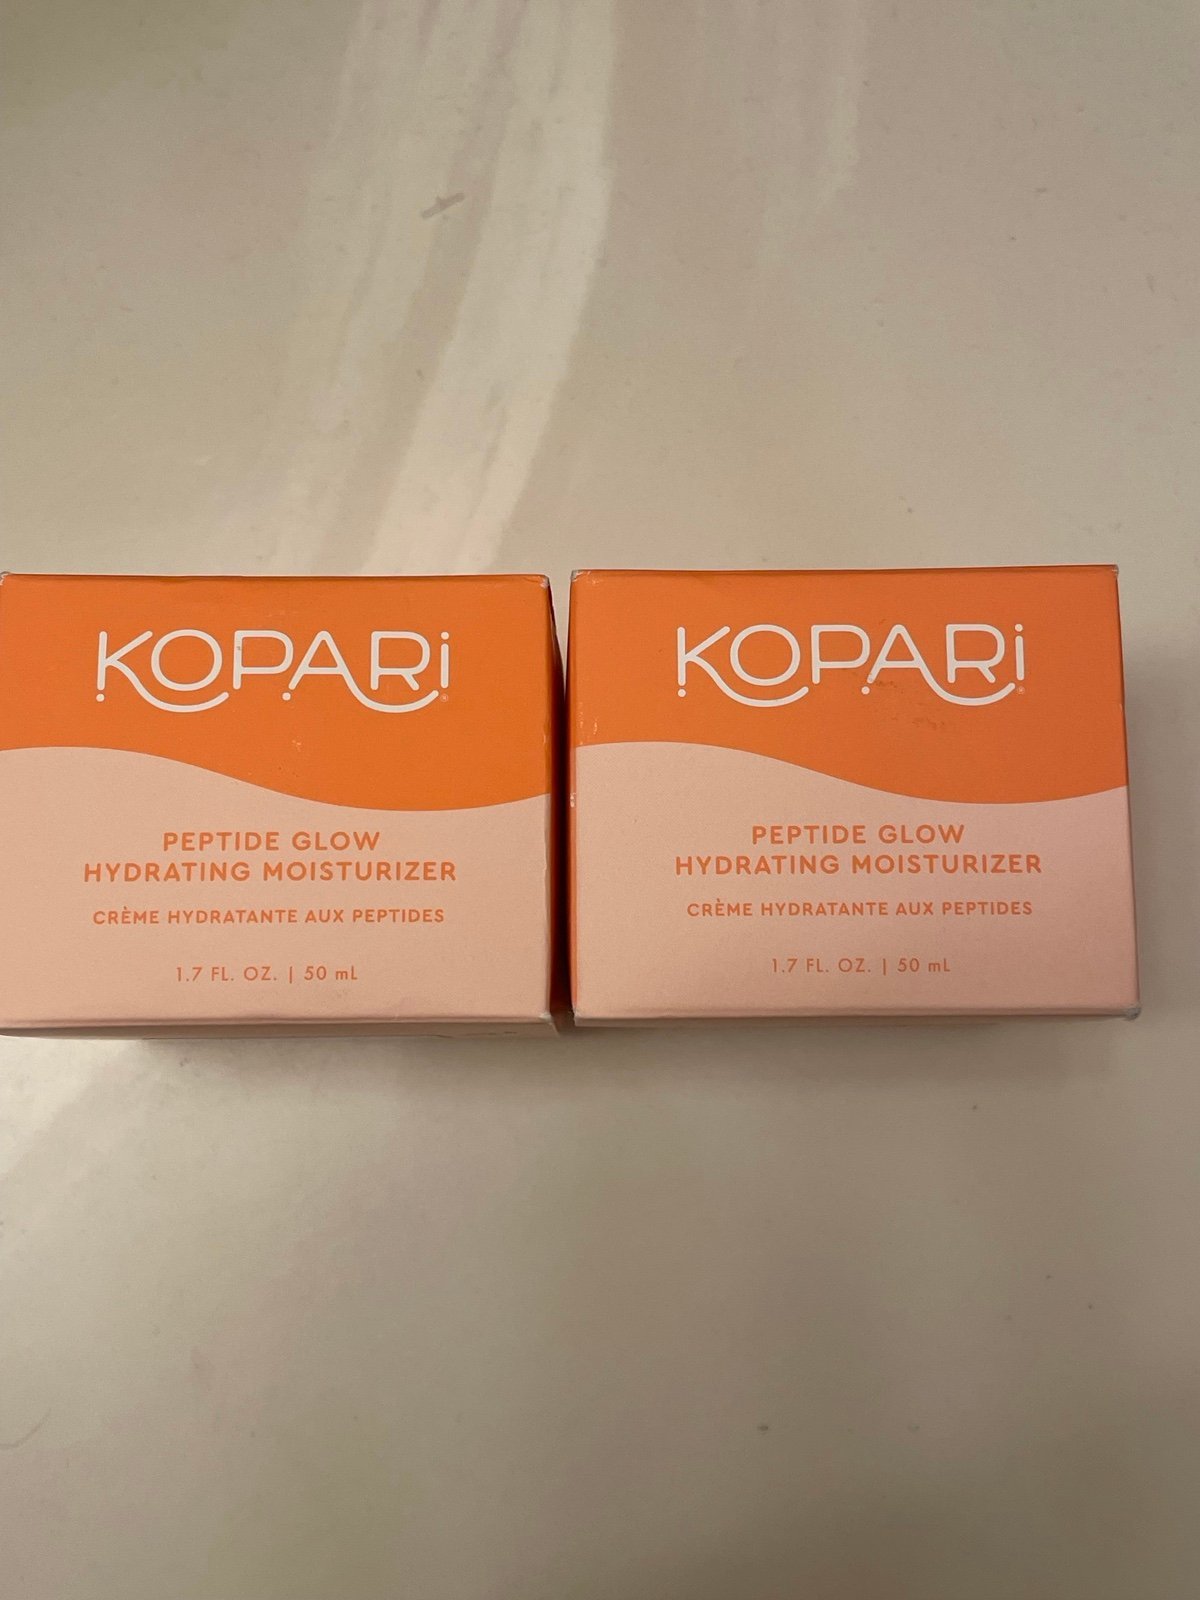 KOPARi®
PEPTIDE GLOW
HYDRATING MOISTURIZER
CRÈME HYDRATANTE AUX PEPTIDES
1.7 FL. OZ. | 50 mL
KOPARi®
PEPTIDE GLOW
HYDRATING MOISTURIZER
CRÈME HYDRATANTE AUX PEPTIDES
1.7 FL. OZ. | 50 mL